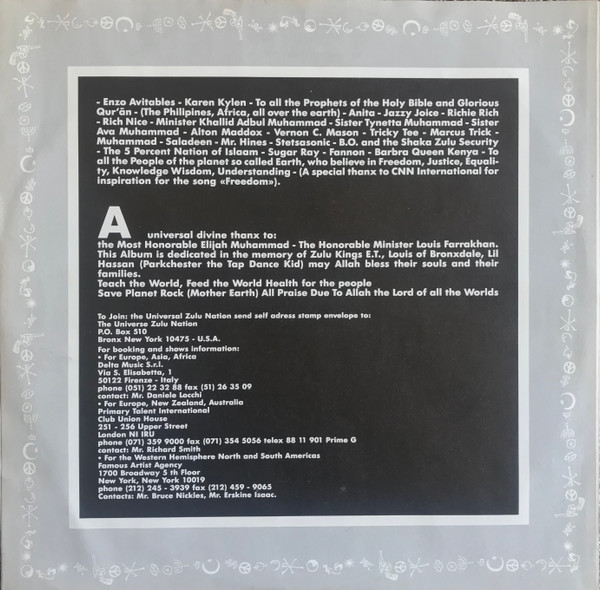 - Enzo Avitables - Karen Kylen - To all the Prophets of the Holy Bible and Glorious
Qur'ān - (The Philipines, Africa, all over the earth) - Anita - Jazzy Joice - Richie Rich
- Rich Nice - Minister Khallid Adbul Muhammad - Sister Tynetta Muhammad - Sister
Ava Muhammad - Alton Maddox - Vernon C. Mason - Tricky Tee - Marcus Trick -
Muhammad - Saladeen - Mr. Hines - Stetsasonic - B.O. and the Shaka Zulu Security
- The 5 Percent Nation of Islaam - Sugar Ray - Fannon - Barbra Queen Kenya - To
all the People of the planet so called Earth, who believe in Freedom, Justice, Equali-
ty, Knowledge Wisdom, Understanding - (A special thanx to CNN International for
inspiration for the song «Freedom»).
A universal divine thanx to:
the Most Honorable Elijah Muhammad - The Honorable Minister Louis Farrakhan.
This Album is dedicated in the memory of Zulu Kings E.T., Louis of Bronxdale, Lil
Hassan (Parkchester the Tap Dance Kid) may Allah bless their souls and their
families.
Teach the World, Feed the World Health for the people
Save Planet Rock (Mother Earth) All Praise Due To Allah the Lord of all the Worlds
To Join: the Universal Zulu Nation send self adress stamp envelope to:
The Universe Zulu Nation
P.O. Box 510
Bronx New York 10475 - U.S.A.
For booking and shows information:
• For Europe, Asia, Africa
Delta Music S.r.l.
Via S. Elisabetta, 1
50122 Firenze - Italy
phone (051) 22 32 88 fax (51) 26 35 09
contact: Mr. Daniele Locchi
• For Europe, New Zealand, Australia
Primary Talent International
Club Union House
251 - 256 Upper Street
London NI IRU
phone (071) 359 9000 fax (071) 354 5056 telex 88 11 901 Prime G
contact: Mr. Richard Smith
• For the Western Hemisphere North and South Americas
Famous Artist Agency
1700 Broadway 5 th Floor
New York, New York 10019
phone (212) 245 - 3939 fax (212) 459 - 9065
Contacts: Mr. Bruce Nickles, Mr. Erskine Isaac.